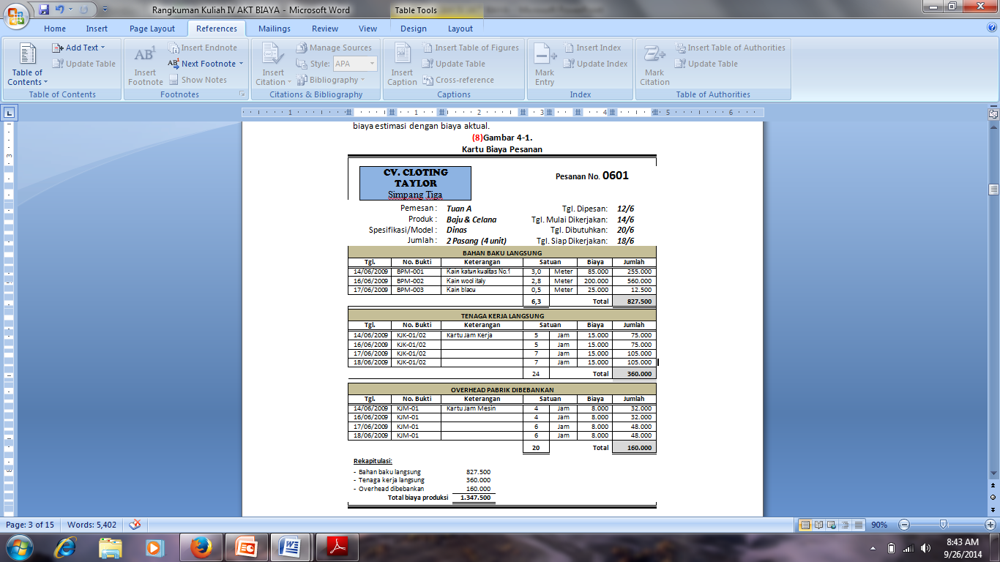 Rangkuman Kuliah IV AKT BIAYA - Microsoft Word
Table Tools
Home Insert Page Layout References Mailings Review View Design Layout
Table of Contents
Add Text
Update Table
Table of Contents
AB¹ Insert Footnote
Insert Endnote
Next Footnote
Show Notes
Footnotes
Insert Citation
Manage Sources
Style: APA
Bibliography
Citations & Bibliography
Insert Caption
Insert Table of Figures
Update Table
Cross-reference
Captions
Mark Entry
Insert Index
Update Index
Index
Mark Citation
Insert Table of Authorities
Update Table
Table of Authorities
1 1 2 3 4 5 6
biaya estimasi dengan biaya aktual.
(8)Gambar 4-1.
Kartu Biaya Pesanan
CV. CLOTING
TAYLOR
Simpang Tiga
Pesanan No. 0601
Pemesan : Tuan A Tgl. Dipesan: 12/6
Produk : Baju & Celana Tgl. Mulai Dikerjakan: 14/6
Spesifikasi/Model : Dinas Tgl. Dibutuhkan: 20/6
Jumlah : 2 Pasang (4 unit) Tgl. Siap Dikerjakan: 18/6
BAHAN BAKU LANGSUNG
Tgl. No. Bukti Keterangan Satuan Biaya Jumlah
14/06/2009 BPM-001 Kain katun kualitas No.1 3,0 Meter 85.000 255.000
16/06/2009 BPM-002 Kain wool italy 2,8 Meter 200.000 560.000
17/06/2009 BPM-003 Kain blacu 0,5 Meter 25.000 12.500
6,3 Total 827.500
TENAGA KERJA LANGSUNG
Tgl. No. Bukti Keterangan Satuan Biaya Jumlah
14/06/2009 KJK-01/02 Kartu Jam Kerja 5 Jam 15.000 75.000
16/06/2009 KJK-01/02 5 Jam 15.000 75.000
17/06/2009 KJK-01/02 7 Jam 15.000 105.000
18/06/2009 KJK-01/02 7 Jam 15.000 105.000
24 Total 360.000
OVERHEAD PABRIK DIBEBANKAN
Tgl. No. Bukti Keterangan Satuan Biaya Jumlah
14/06/2009 KJM-01 Kartu Jam Mesin 4 Jam 8.000 32.000
16/06/2009 KJM-01 4 Jam 8.000 32.000
17/06/2009 KJM-01 6 Jam 8.000 48.000
18/06/2009 KJM-01 6 Jam 8.000 48.000
20 Total 160.000
Rekapitulasi:
- Bahan baku langsung 827.500
- Tenaga kerja langsung 360.000
- Overhead dibebankan 160.000
Total biaya produksi 1.347.500
Page: 3 of 15 Words: 5,402 90%
8:43 AM
9/26/2014